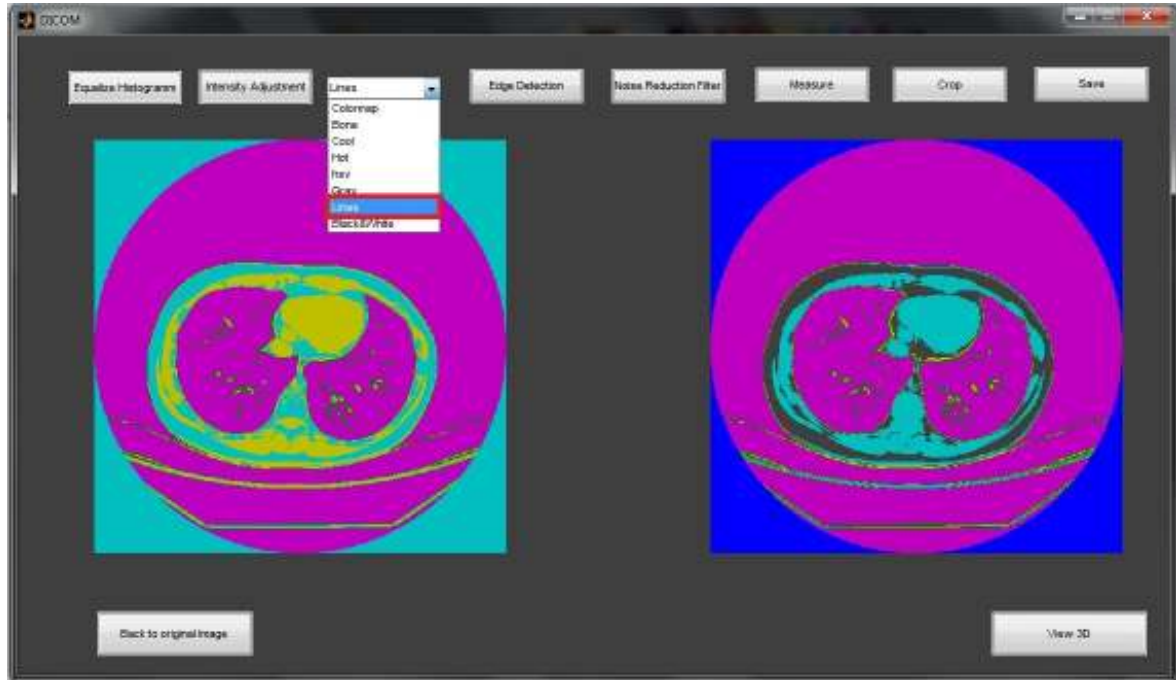 DICOM
Equalize Histogramm
Intensity Adjustment
Lines
Edge Detection
Noise Reduction Filter
Measure
Crop
Save
Colormap
Bone
Cool
Hot
hsv
Gray
Lines
Black&White
Back to original image
View 3D